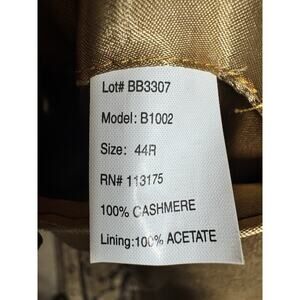 Lot# BB3307
Model: B1002
Size: 44R
RN# 113175
100% CASHMERE
Lining:100% ACETATE